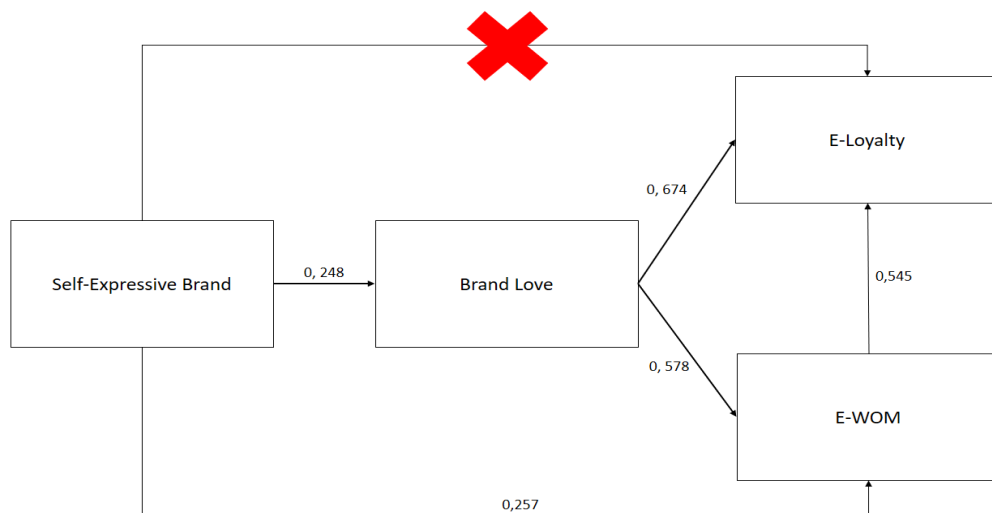 E-Loyalty
0, 674
Self-Expressive Brand
0, 248
Brand Love
0,545
0, 578
E-WOM
0,257